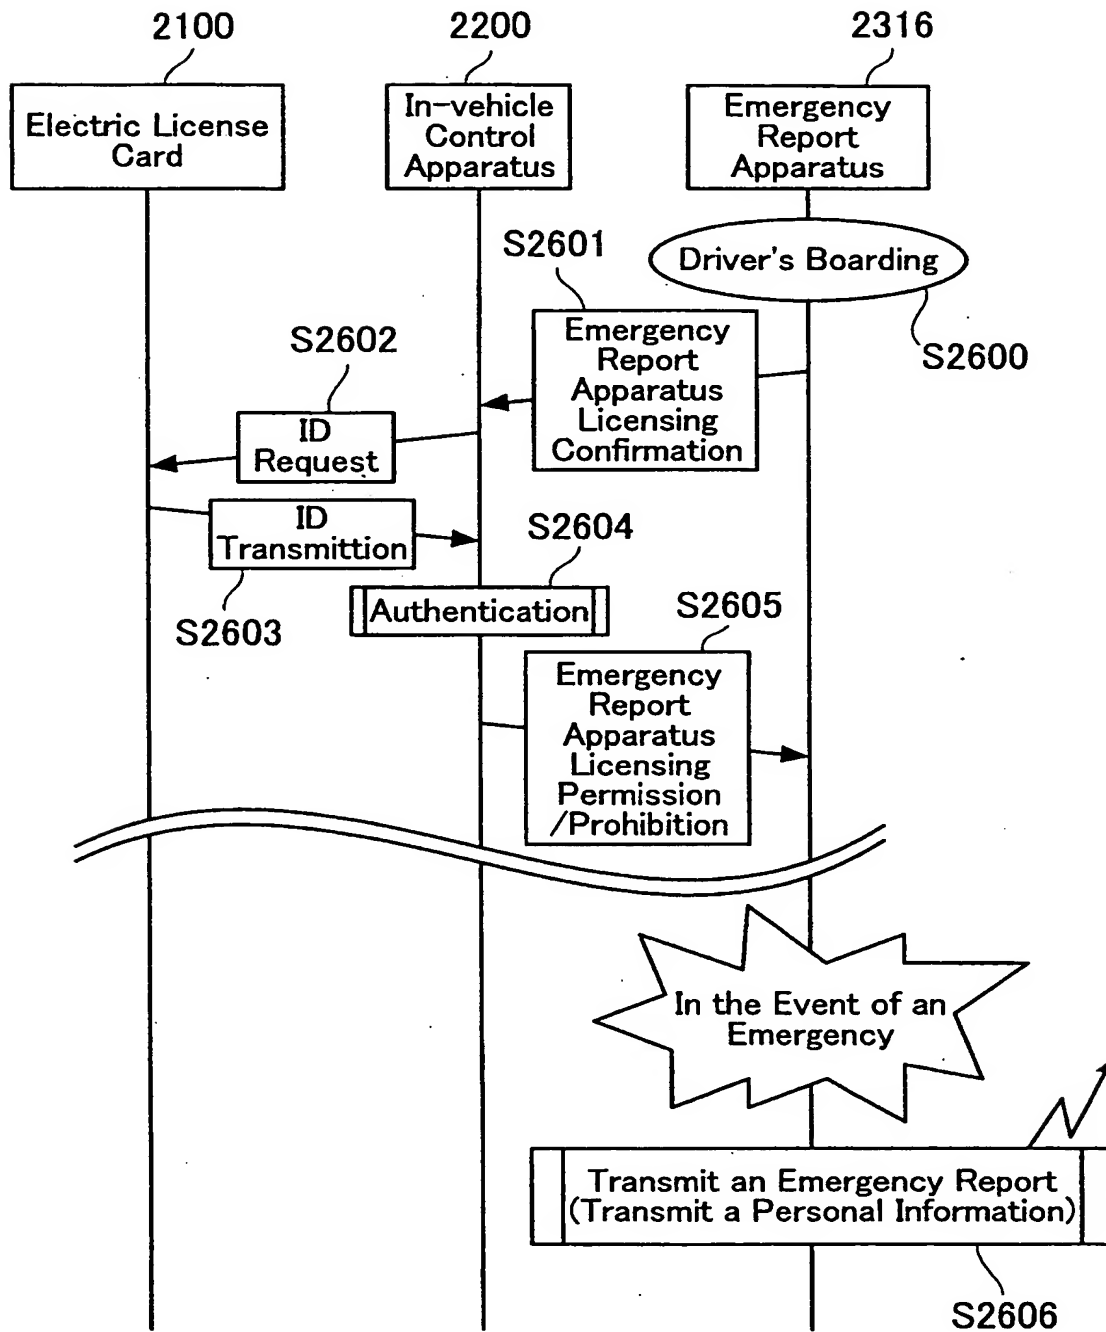 2100
2200
2316
Electric License
Card
In-vehicle
Control
Apparatus
Emergency
Report
Apparatus
Driver's Boarding
S2600
S2601
Emergency
Report
Apparatus
Licensing
Confirmation
S2602
ID
Request
ID
Transmittion
S2603
S2604
Authentication
S2605
Emergency
Report
Apparatus
Licensing
Permission
/Prohibition
In the Event of an
Emergency
Transmit an Emergency Report
(Transmit a Personal Information)
S2606